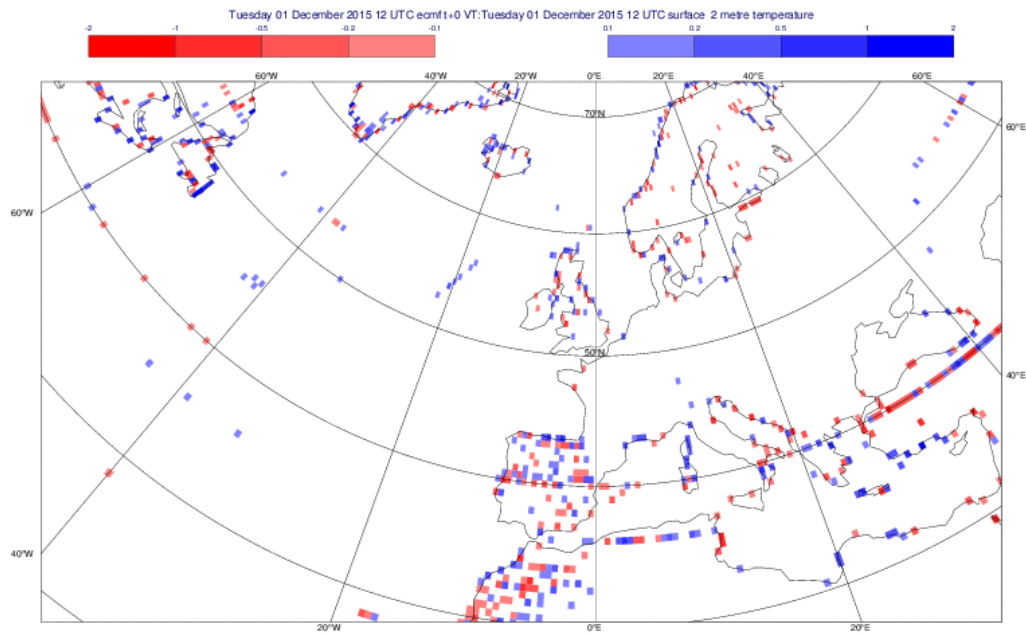 Tuesday 01 December 2015 12 UTC ecmf t+0 VT:Tuesday 01 December 2015 12 UTC surface 2 metre temperature
-2 -1 -0.5 -0.2 -0.1 0.1 0.2 0.5 1 2
60°W 40°W 20°W 0°E 20°E 40°E 60°E
70°N
60°E
60°W
50°N
40°E
40°W
20°W 0°E 20°E